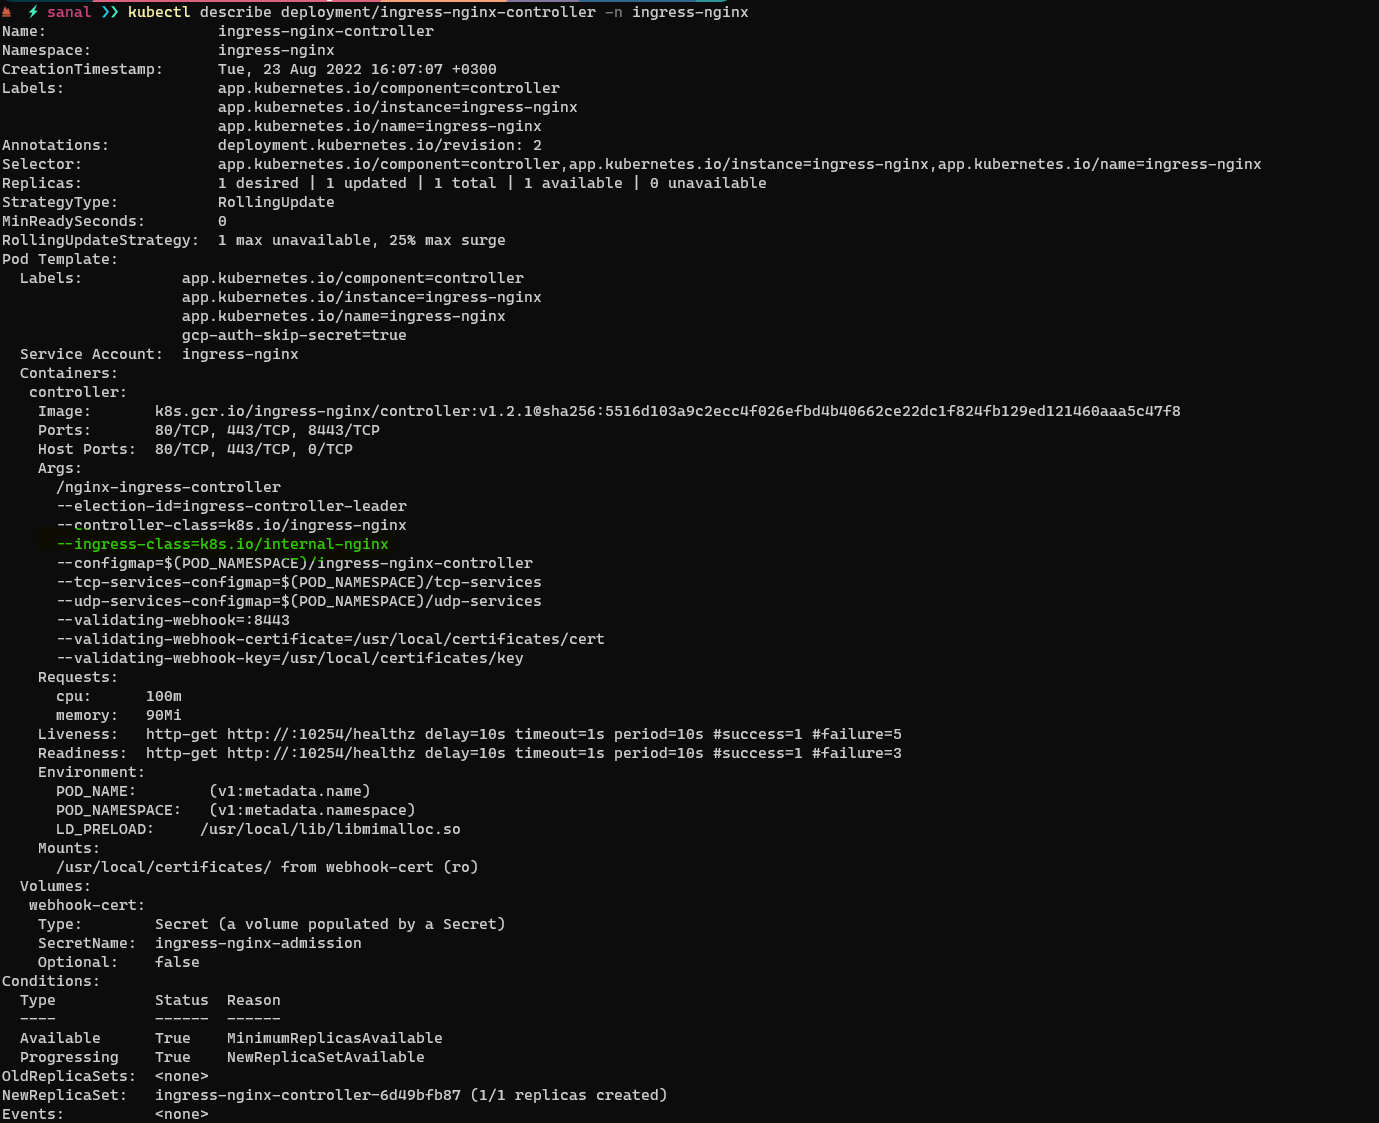 sanal ❯❯ kubectl describe deployment/ingress-nginx-controller -n ingress-nginx
Name:                   ingress-nginx-controller
Namespace:              ingress-nginx
CreationTimestamp:      Tue, 23 Aug 2022 16:07:07 +0300
Labels:                 app.kubernetes.io/component=controller
                        app.kubernetes.io/instance=ingress-nginx
                        app.kubernetes.io/name=ingress-nginx
Annotations:            deployment.kubernetes.io/revision: 2
Selector:               app.kubernetes.io/component=controller,app.kubernetes.io/instance=ingress-nginx,app.kubernetes.io/name=ingress-nginx
Replicas:               1 desired | 1 updated | 1 total | 1 available | 0 unavailable
StrategyType:           RollingUpdate
MinReadySeconds:        0
RollingUpdateStrategy:  1 max unavailable, 25% max surge
Pod Template:
  Labels:           app.kubernetes.io/component=controller
                    app.kubernetes.io/instance=ingress-nginx
                    app.kubernetes.io/name=ingress-nginx
                    gcp-auth-skip-secret=true
  Service Account:  ingress-nginx
  Containers:
   controller:
    Image:       k8s.gcr.io/ingress-nginx/controller:v1.2.1@sha256:5516d103a9c2ecc4f026efbd4b40662ce22dc1f824fb129ed121460aaa5c47f8
    Ports:       80/TCP, 443/TCP, 8443/TCP
    Host Ports:  80/TCP, 443/TCP, 0/TCP
    Args:
      /nginx-ingress-controller
      --election-id=ingress-controller-leader
      --controller-class=k8s.io/ingress-nginx
      --ingress-class=k8s.io/internal-nginx
      --configmap=$(POD_NAMESPACE)/ingress-nginx-controller
      --tcp-services-configmap=$(POD_NAMESPACE)/tcp-services
      --udp-services-configmap=$(POD_NAMESPACE)/udp-services
      --validating-webhook=:8443
      --validating-webhook-certificate=/usr/local/certificates/cert
      --validating-webhook-key=/usr/local/certificates/key
    Requests:
      cpu:      100m
      memory:   90Mi
    Liveness:   http-get http://:10254/healthz delay=10s timeout=1s period=10s #success=1 #failure=5
    Readiness:  http-get http://:10254/healthz delay=10s timeout=1s period=10s #success=1 #failure=3
    Environment:
      POD_NAME:        (v1:metadata.name)
      POD_NAMESPACE:   (v1:metadata.namespace)
      LD_PRELOAD:     /usr/local/lib/libmimalloc.so
    Mounts:
      /usr/local/certificates/ from webhook-cert (ro)
  Volumes:
   webhook-cert:
    Type:        Secret (a volume populated by a Secret)
    SecretName:  ingress-nginx-admission
    Optional:    false
Conditions:
  Type           Status  Reason
  ----           ------  ------
  Available      True    MinimumReplicasAvailable
  Progressing    True    NewReplicaSetAvailable
OldReplicaSets:  <none>
NewReplicaSet:   ingress-nginx-controller-6d49bfb87 (1/1 replicas created)
Events:          <none>